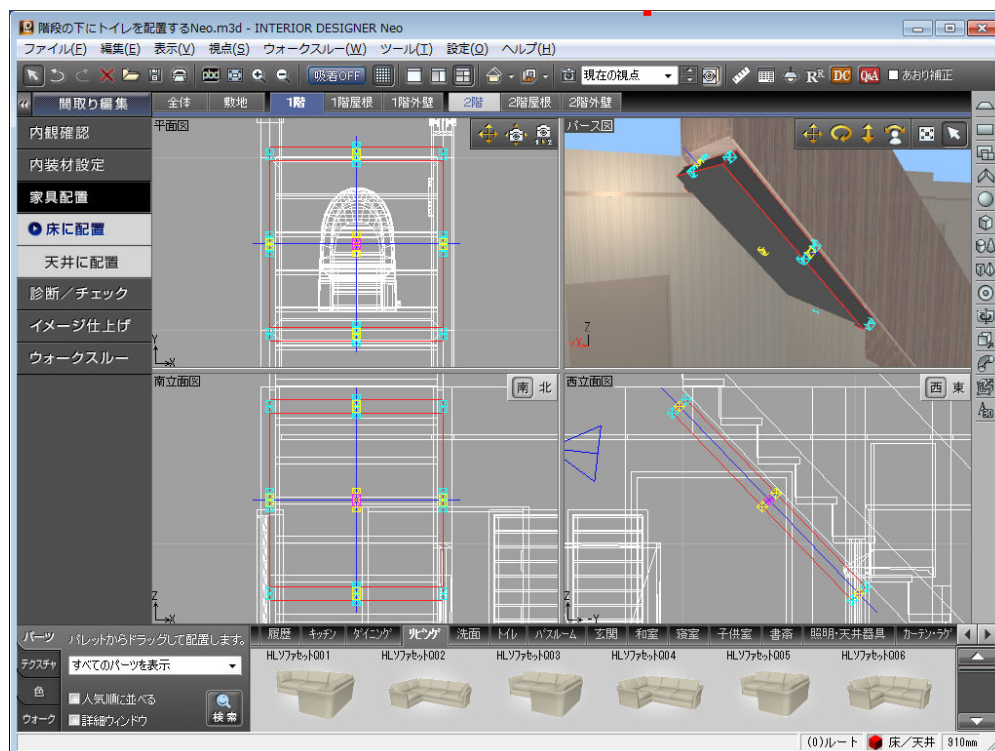 階段の下にトイレを配置するNeo.m3d - INTERIOR DESIGNER Neo
ファイル(F) 編集(E) 表示(V) 視点(S) ウォークスルー(W) ツール(T) 設定(O) ヘルプ(H)
abc 吸着OFF 現在の視点 RR DC Q&A あおり補正
間取り編集 全体 敷地 1階 1階屋根 1階外壁 2階 2階屋根 2階外壁
内観確認
内装材設定
家具配置
床に配置
天井に配置
診断／チェック
イメージ仕上げ
ウォークスルー
平面図
Y
X
パース図
Z
X
南立面図 南 北
Z
X
西立面図 西 東
Z
-Y
パーツ パレットからドラッグして配置します。
テクスチャ すべてのパーツを表示
色 人気順に並べる
ウォーク 詳細ウィンドウ 検索
履歴 キッチン ダイニング リビング 洗面 トイレ バスルーム 玄関 和室 寝室 子供室 書斎 照明・天井器具 カーテン・ラグ
HLソファセット001 HLソファセット002 HLソファセット003 HLソファセット004 HLソファセット005 HLソファセット006
(0)ルート 床／天井 910mm